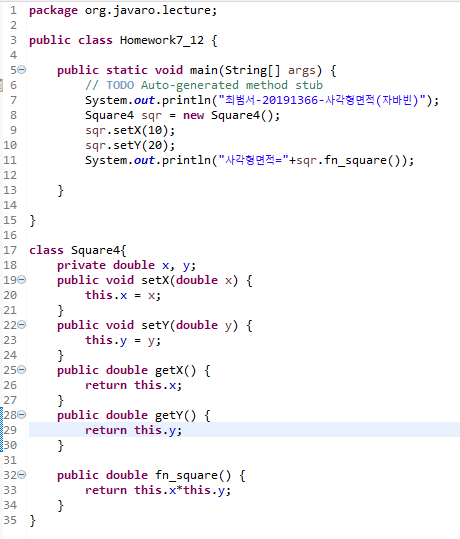 1 package org.javaro.lecture;
2
3 public class Homework7_12 {
4
5 public static void main(String[] args) {
6 // TODO Auto-generated method stub
7 System.out.println("최범서-20191366-사각형면적(자바빈)");
8 Square4 sqr = new Square4();
9 sqr.setX(10);
10 sqr.setY(20);
11 System.out.println("사각형면적="+sqr.fn_square());
12
13 }
14
15 }
16
17 class Square4{
18 private double x, y;
19 public void setX(double x) {
20 this.x = x;
21 }
22 public void setY(double y) {
23 this.y = y;
24 }
25 public double getX() {
26 return this.x;
27 }
28 public double getY() {
29 return this.y;
30 }
31
32 public double fn_square() {
33 return this.x*this.y;
34 }
35 }